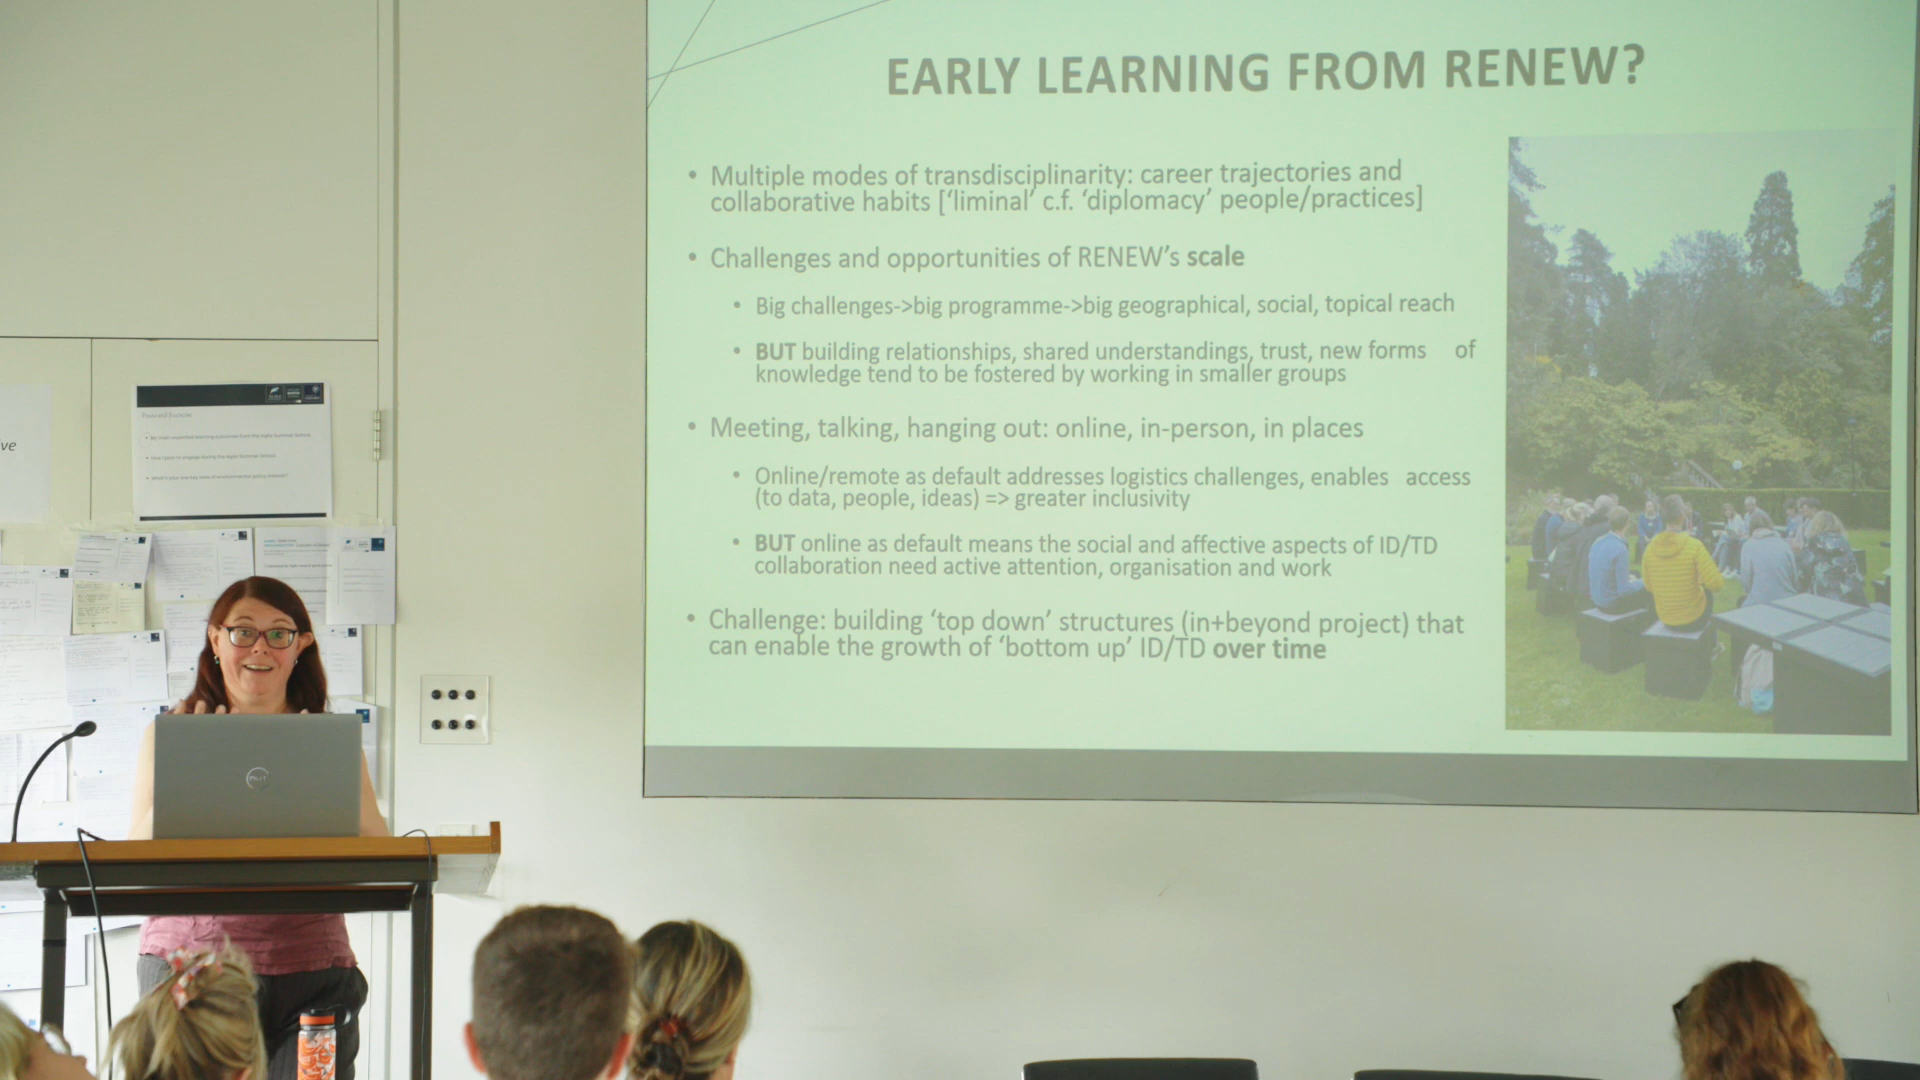 EARLY LEARNING FROM RENEW?
• Multiple modes of transdisciplinarity: career trajectories and
collaborative habits [‘liminal’ c.f. ‘diplomacy’ people/practices]
• Challenges and opportunities of RENEW’s scale
• Big challenges->big programme->big geographical, social, topical reach
• BUT building relationships, shared understandings, trust, new forms of
knowledge tend to be fostered by working in smaller groups
• Meeting, talking, hanging out: online, in-person, in places
• Online/remote as default addresses logistics challenges, enables access
(to data, people, ideas) => greater inclusivity
• BUT online as default means the social and affective aspects of ID/TD
collaboration need active attention, organisation and work
• Challenge: building ‘top down’ structures (in+beyond project) that
can enable the growth of ‘bottom up’ ID/TD over time
ve